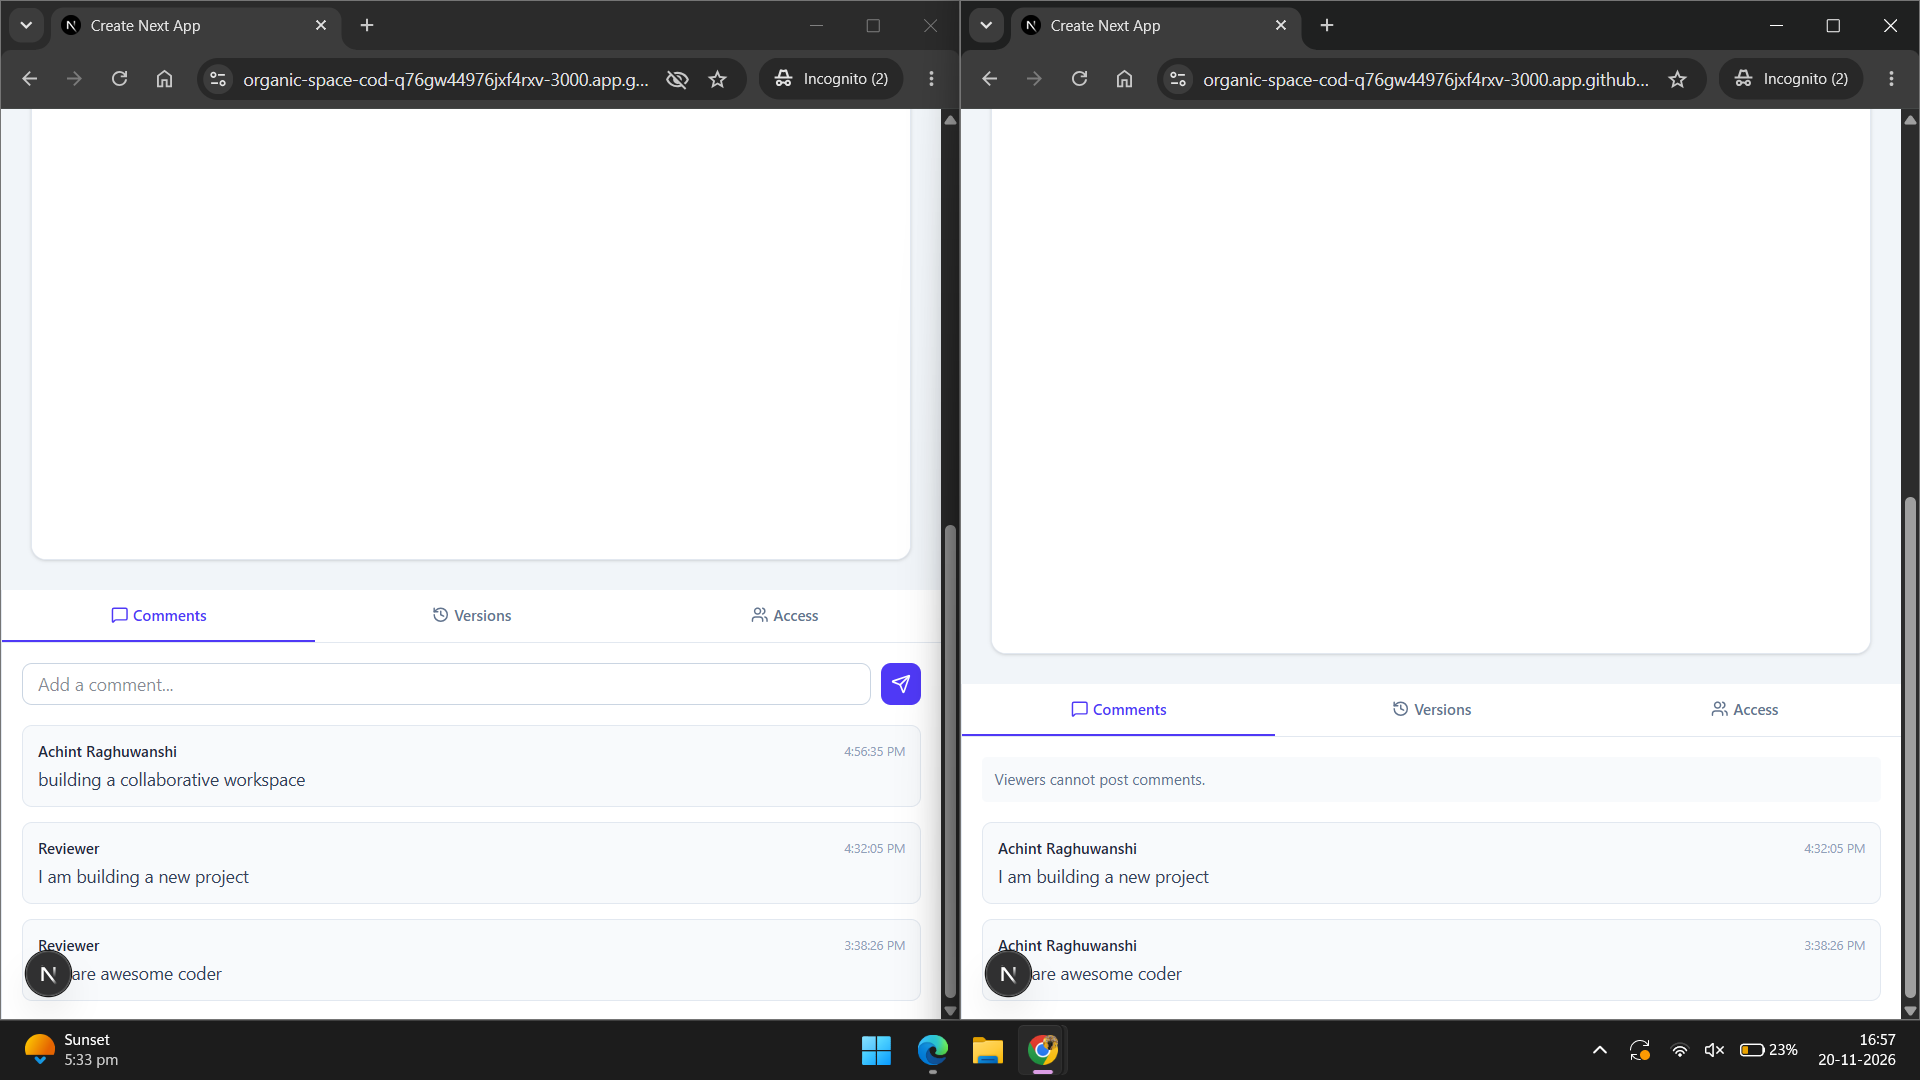 Create Next App
organic-space-cod-q76gw44976jxf4rxv-3000.app.g...
Incognito (2)
Comments
Versions
Access
Add a comment...
Achint Raghuwanshi
4:56:35 PM
building a collaborative workspace
Reviewer
4:32:05 PM
I am building a new project
Reviewer
3:38:26 PM
are awesome coder
N
Create Next App
organic-space-cod-q76gw44976jxf4rxv-3000.app.github...
Incognito (2)
Comments
Versions
Access
Viewers cannot post comments.
Achint Raghuwanshi
4:32:05 PM
I am building a new project
Achint Raghuwanshi
3:38:26 PM
are awesome coder
N
Sunset
5:33 pm
23%
16:57
20-11-2026